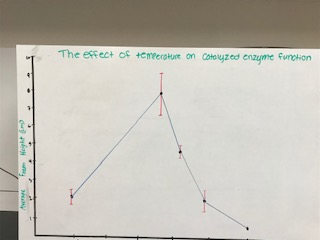 The effect of temperature on catalyzed enzyme function
Average Foam Height (cm)